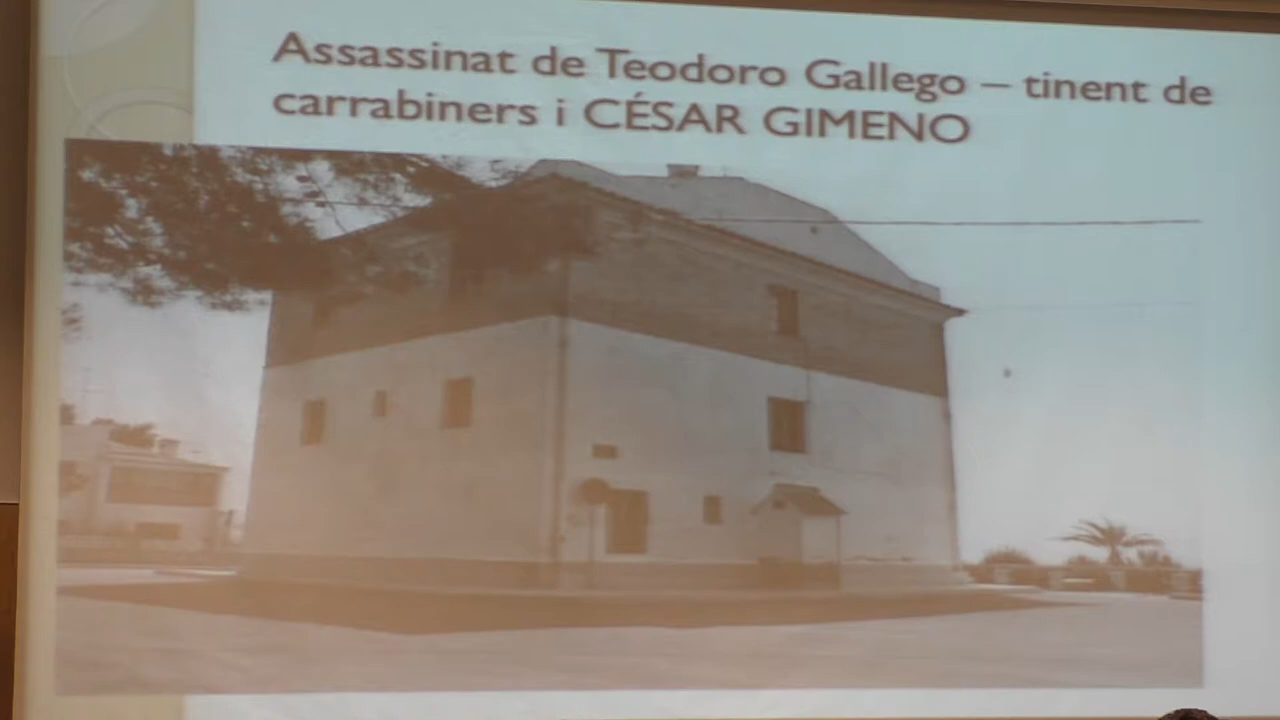 Assassinat de Teodoro Gallego – tinent de
carrabiners i CÉSAR GIMENO